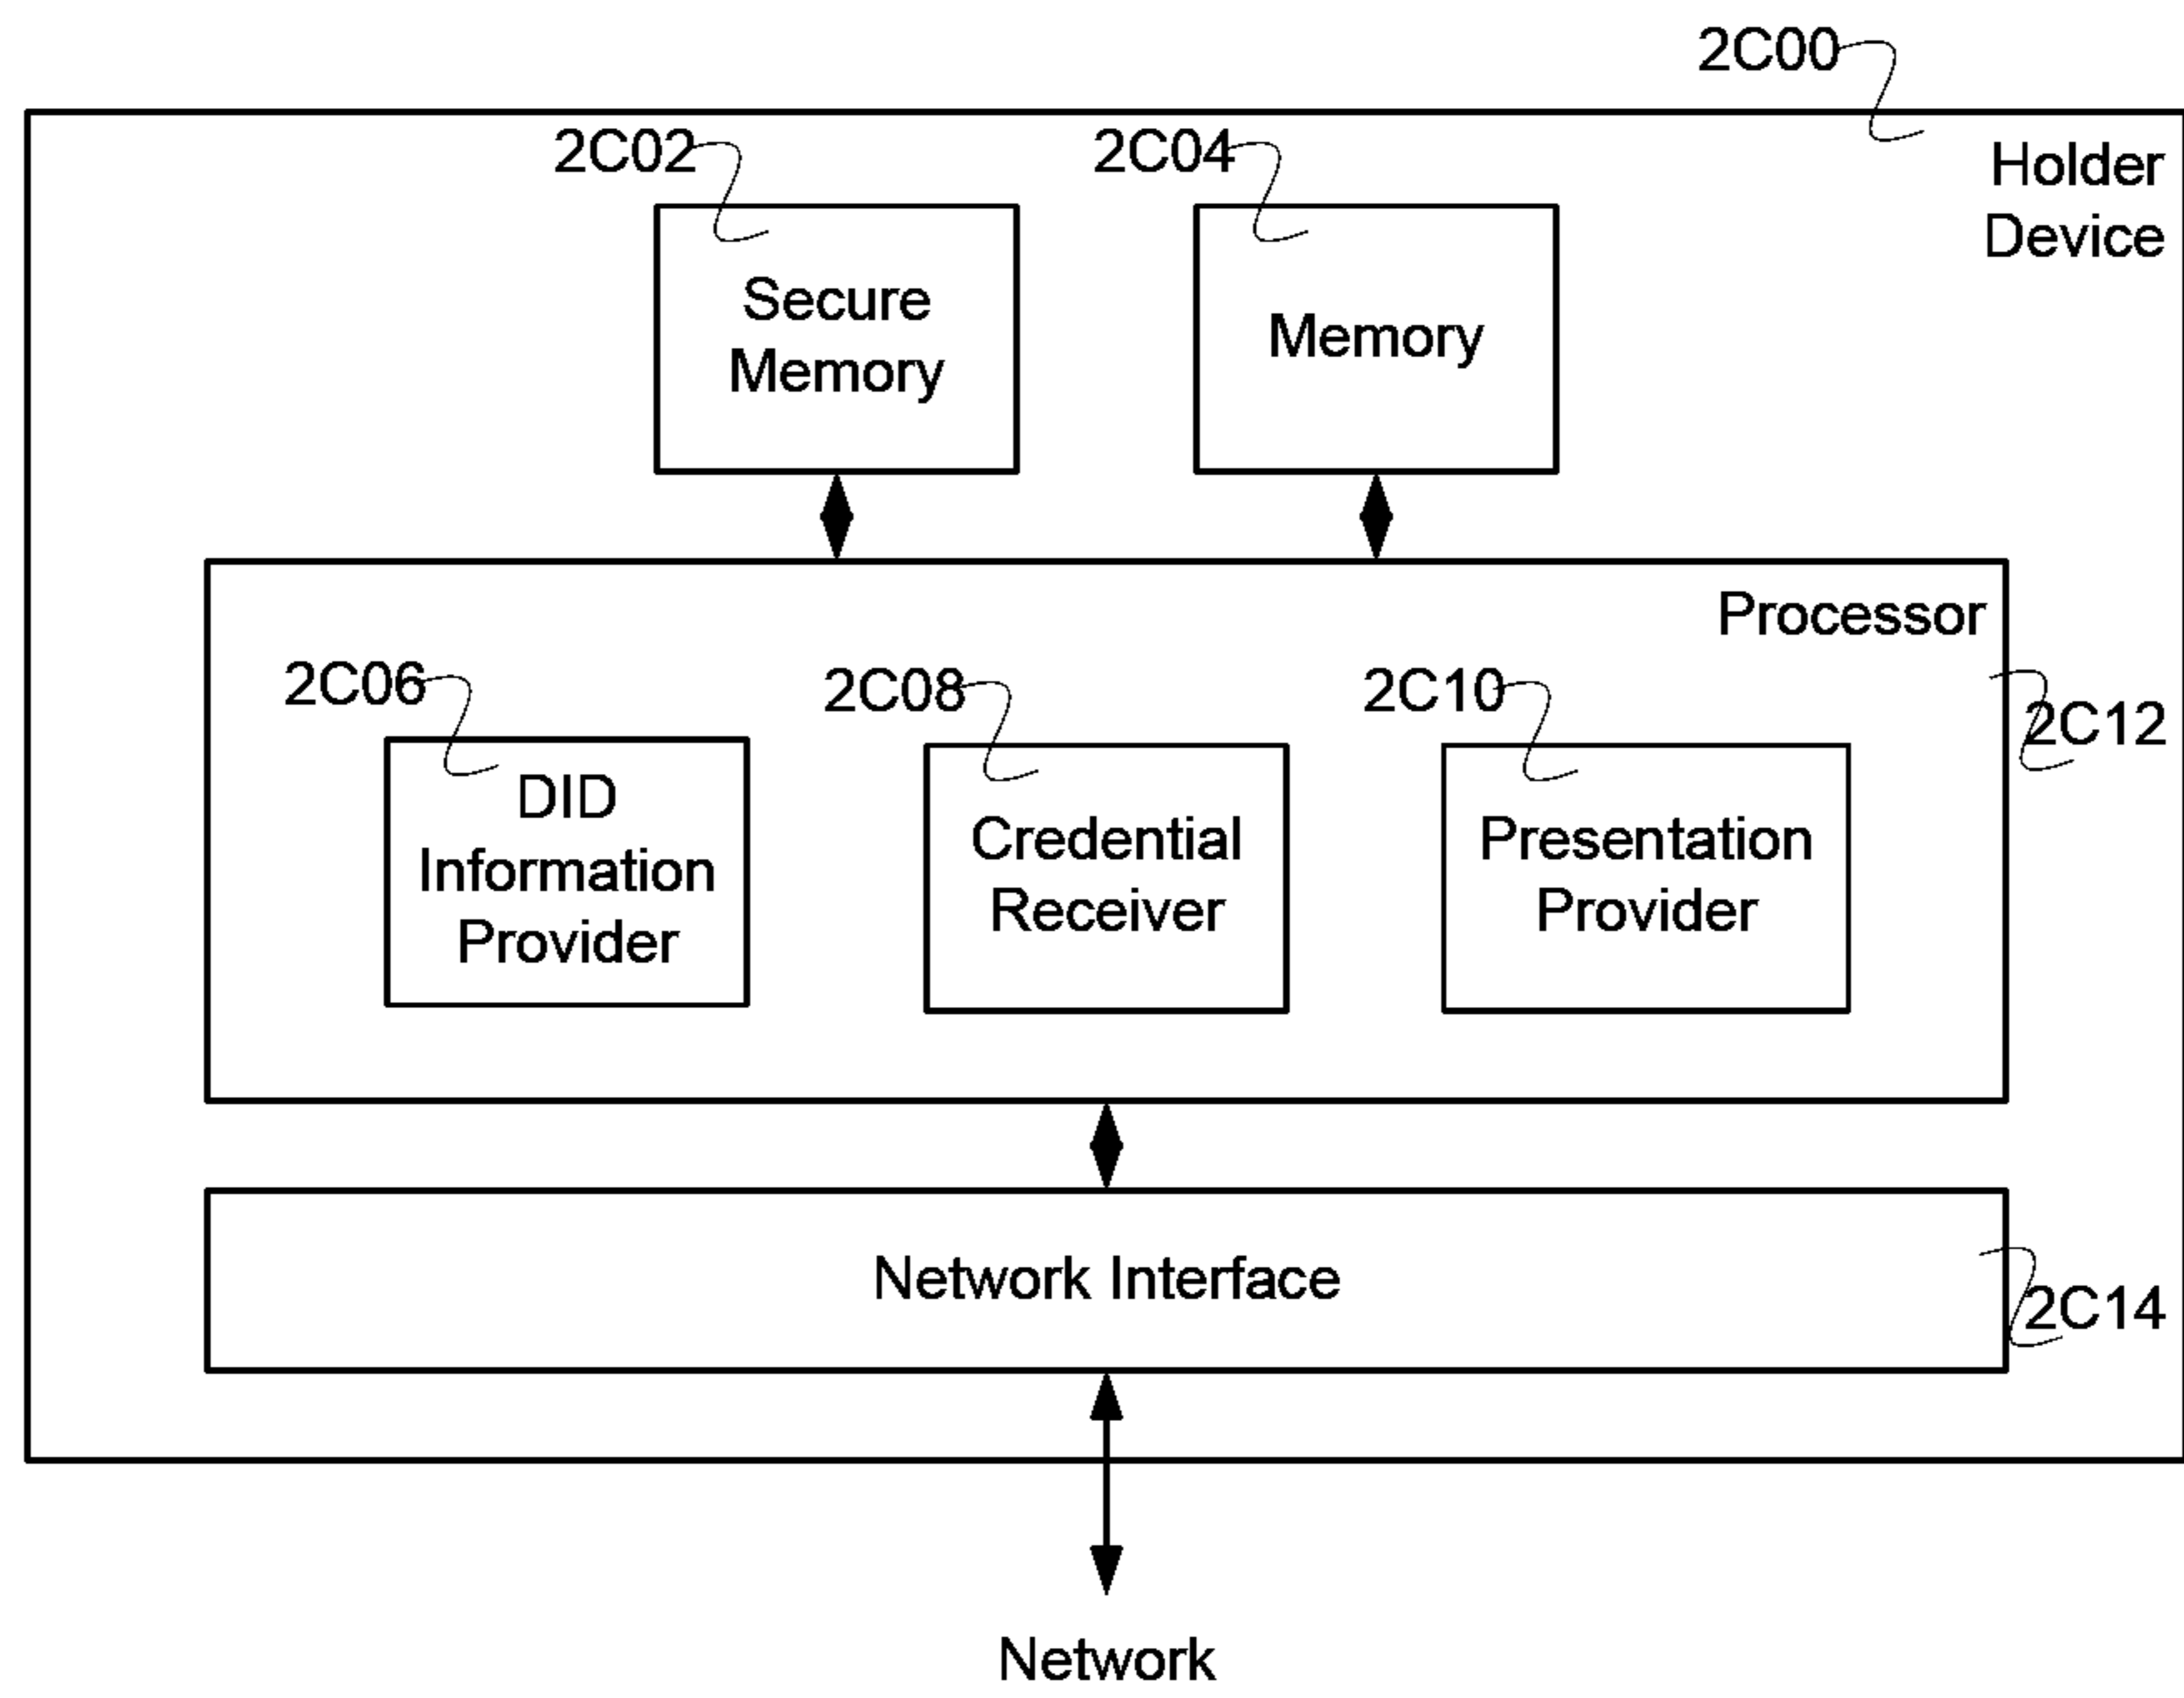 2C00
Holder
Device
2C02
2C04
Secure
Memory
Memory
Processor
2C06
2C08
2C10
2C12
DID
Information
Provider
Credential
Receiver
Presentation
Provider
Network Interface
2C14
Network